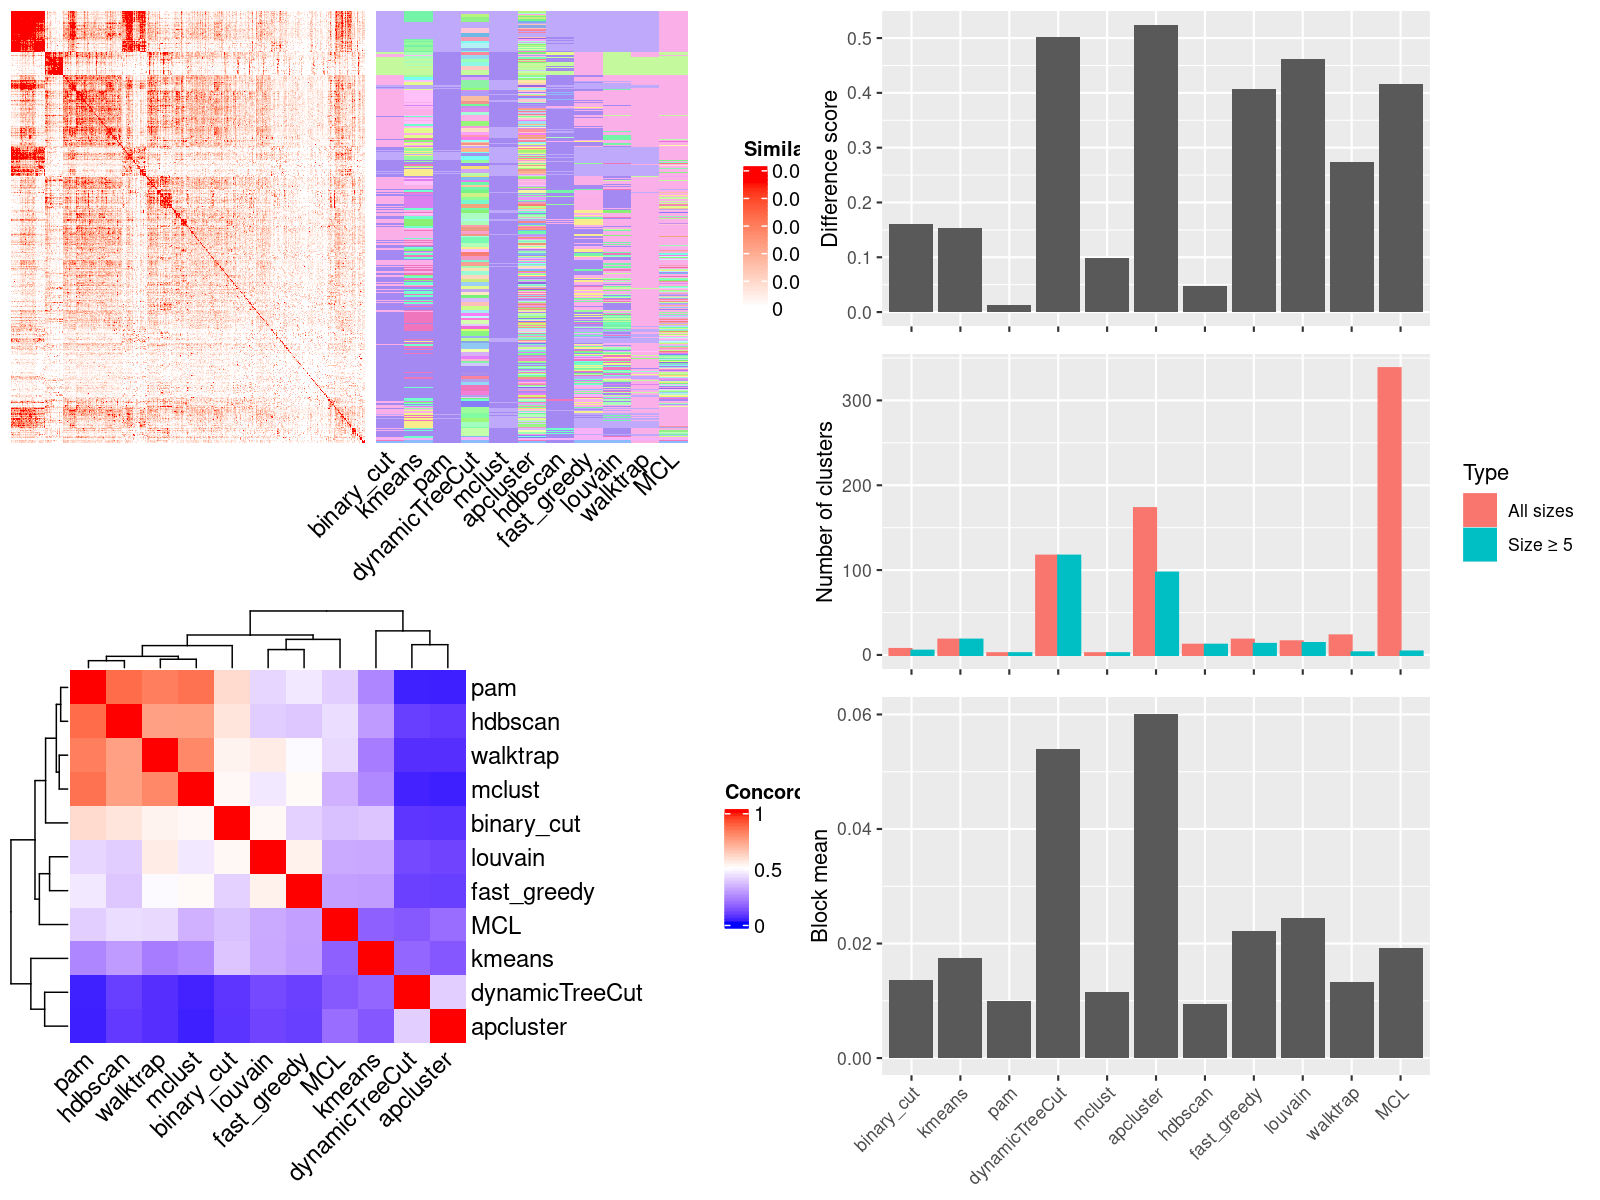 Simila
0.0
0.0
0.0
0.0
0
binary_cut
kmeans
pam
dynamicTreeCut
mclust
apcluster
hdbscan
fast_greedy
louvain
walktrap
MCL
pam
hdbscan
walktrap
mclust
binary_cut
louvain
fast_greedy
MCL
kmeans
dynamicTreeCut
apcluster
pam
hdbscan
walktrap
mclust
binary_cut
louvain
fast_greedy
MCL
kmeans
dynamicTreeCut
apcluster
Concord
1
0.5
0
Difference score
0.5
0.4
0.3
0.2
0.1
0.0
Number of clusters
300
200
100
0
Type
All sizes
Size ≥ 5
Block mean
0.06
0.04
0.02
0.00
binary_cut
kmeans
pam
dynamicTreeCut
mclust
apcluster
hdbscan
fast_greedy
louvain
walktrap
MCL